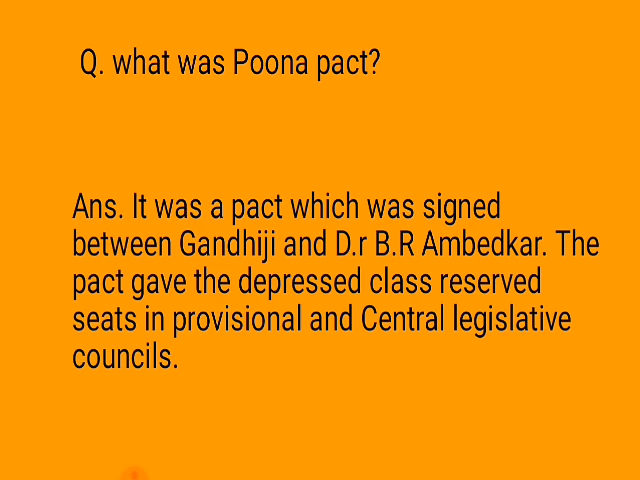 Q. what was Poona pact?
Ans. It was a pact which was signed
between Gandhiji and D.r B.R Ambedkar. The
pact gave the depressed class reserved
seats in provisional and Central legislative
councils.